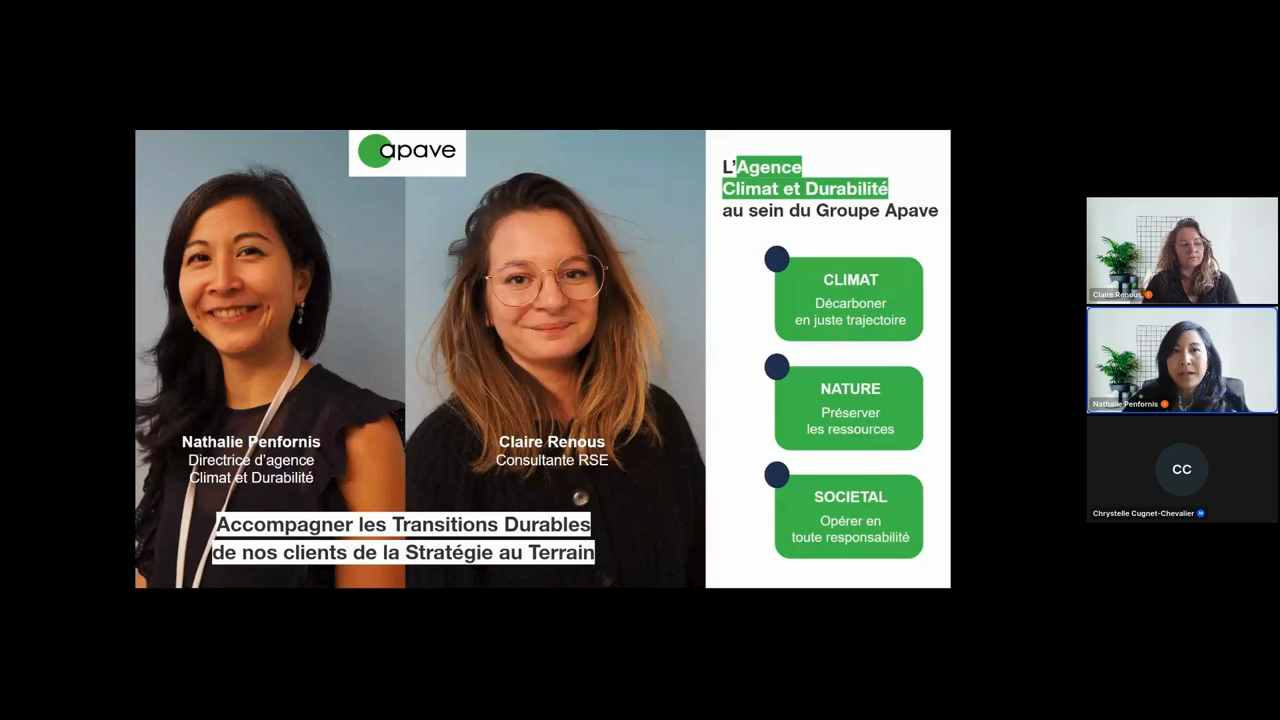 apave
Nathalie Penfornis
Directrice d'agence
Climat et Durabilité
Claire Renous
Consultante RSE
Accompagner les Transitions Durables
de nos clients de la Stratégie au Terrain
L'Agence
Climat et Durabilité
au sein du Groupe Apave
CLIMAT
Décarboner
en juste trajectoire
NATURE
Préserver
les ressources
SOCIETAL
Opérer en
toute responsabilité
Claire Renous
Nathalie Penfornis
CC
Chrystelle Cugnet-Chevalier